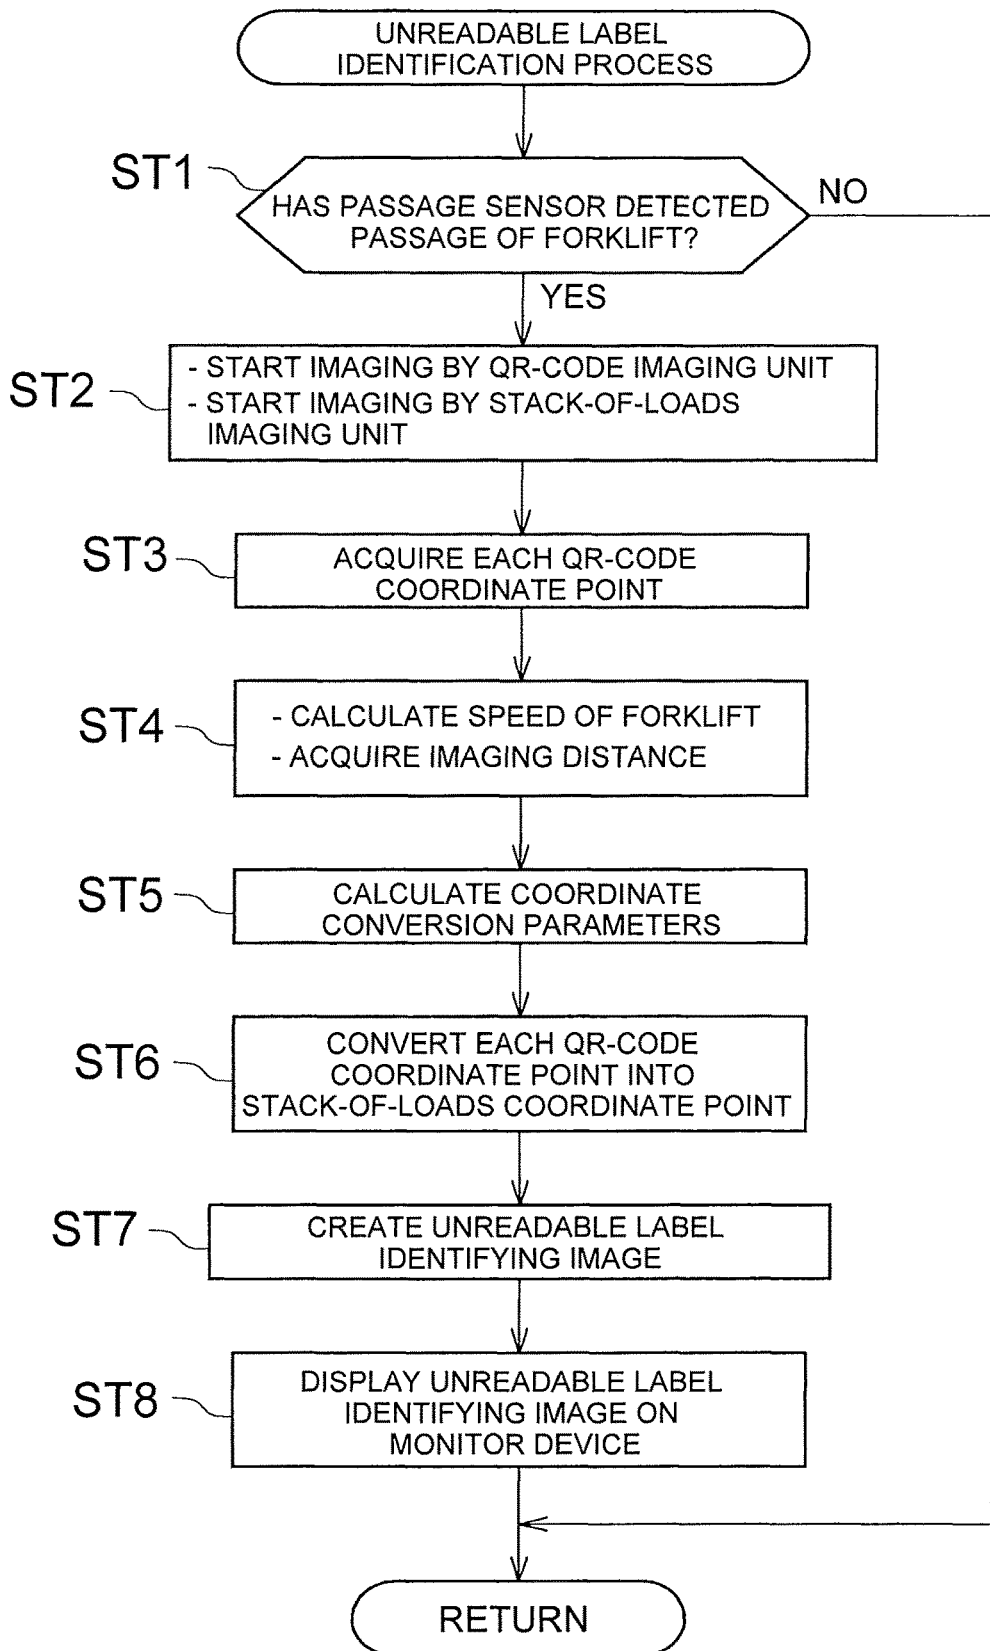 UNREADABLE LABEL
IDENTIFICATION PROCESS
ST1
HAS PASSAGE SENSOR DETECTED
PASSAGE OF FORKLIFT?
NO
YES
ST2
- START IMAGING BY QR-CODE IMAGING UNIT
- START IMAGING BY STACK-OF-LOADS
IMAGING UNIT
ST3
ACQUIRE EACH QR-CODE
COORDINATE POINT
ST4
- CALCULATE SPEED OF FORKLIFT
- ACQUIRE IMAGING DISTANCE
ST5
CALCULATE COORDINATE
CONVERSION PARAMETERS
ST6
CONVERT EACH QR-CODE
COORDINATE POINT INTO
STACK-OF-LOADS COORDINATE POINT
ST7
CREATE UNREADABLE LABEL
IDENTIFYING IMAGE
ST8
DISPLAY UNREADABLE LABEL
IDENTIFYING IMAGE ON
MONITOR DEVICE
RETURN